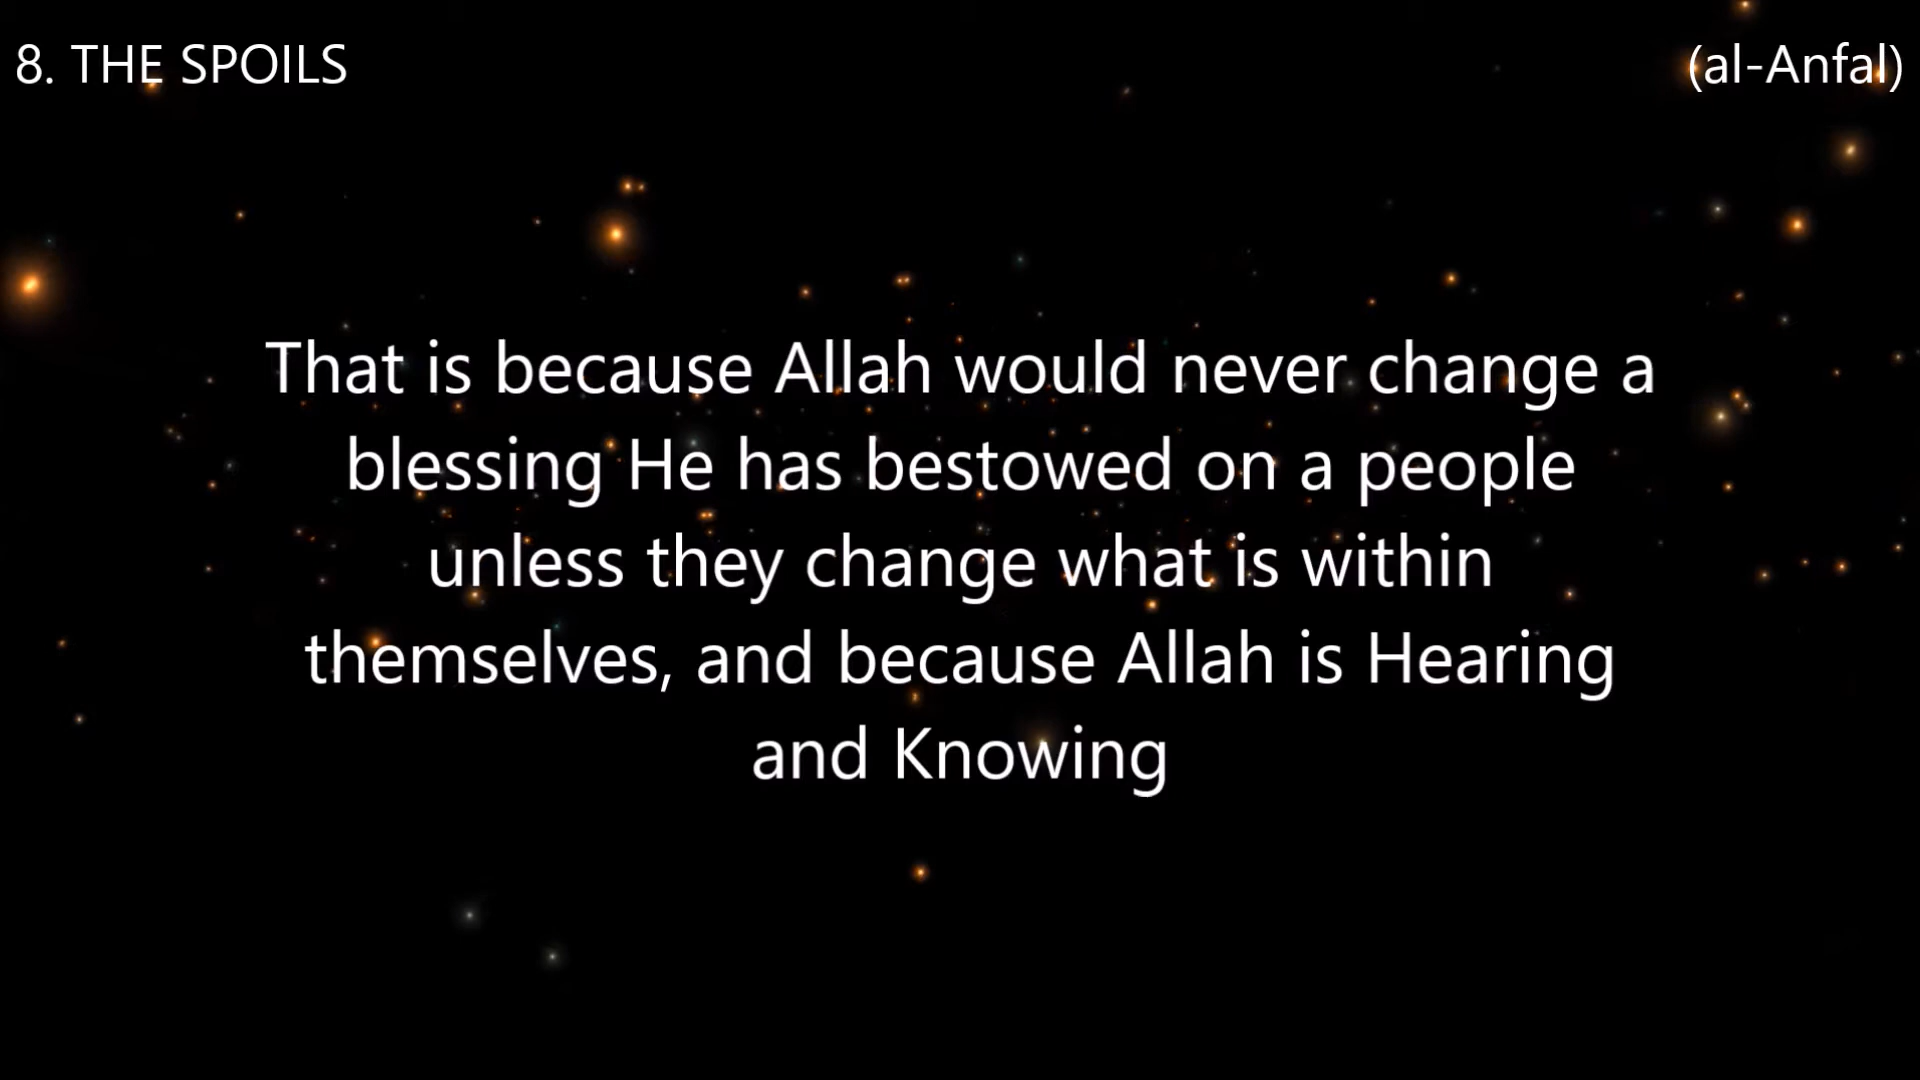 8. THE SPOILS
(al-Anfal)
That is because Allah would never change a
blessing He has bestowed on a people
unless they change what is within
themselves, and because Allah is Hearing
and Knowing